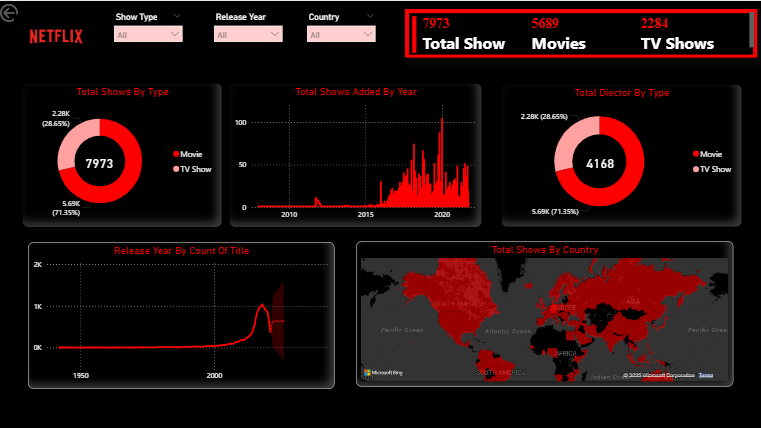 NETFLIX
Show Type
All
Release Year
All
Country
All
7973
Total Show
5689
Movies
2284
TV Shows
Total Shows By Type
2.28K
(28.65%)
7973
5.69K
(71.35%)
Movie
TV Show
Total Shows Added By Year
100
50
0
2010
2015
2020
Total Diector By Type
2.28K (28.65%)
4168
5.69K (71.35%)
Movie
TV Show
Release Year By Count Of Title
2K
1K
0K
1950
2000
Total Shows By Country
NORTH AMERICA
EUROPE
ASIA
Pacific Ocean
Atlantic Ocean
Pacific Ocean
AFRICA
SOUTH AMERICA
Indian Ocean
Microsoft Bing
© 2025 Microsoft Corporation Terms